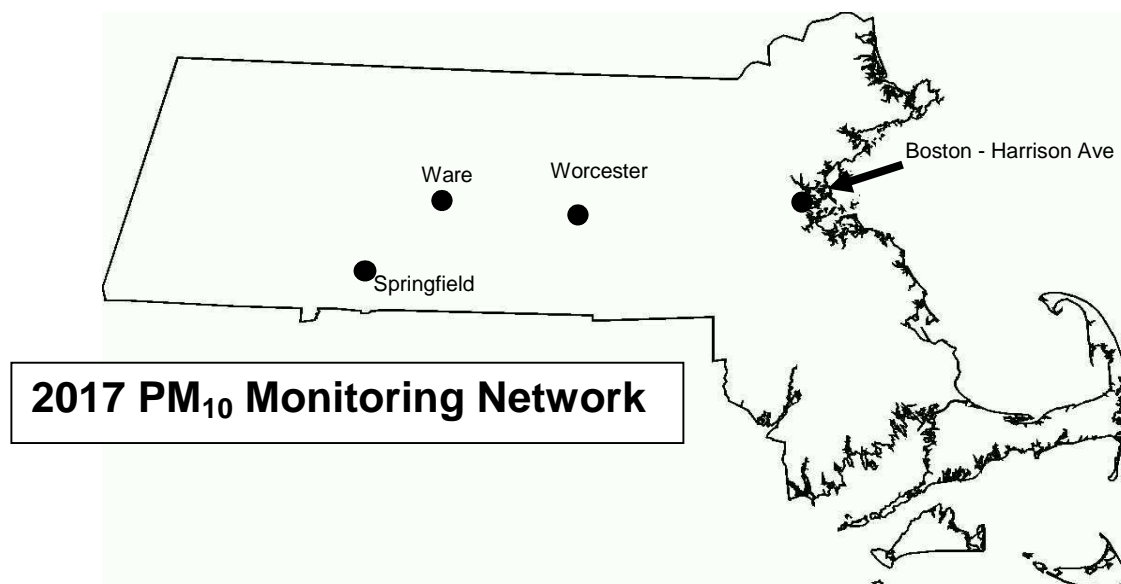 Boston - Harrison Ave
Ware
Worcester
Springfield
2017 PM₁₀ Monitoring Network